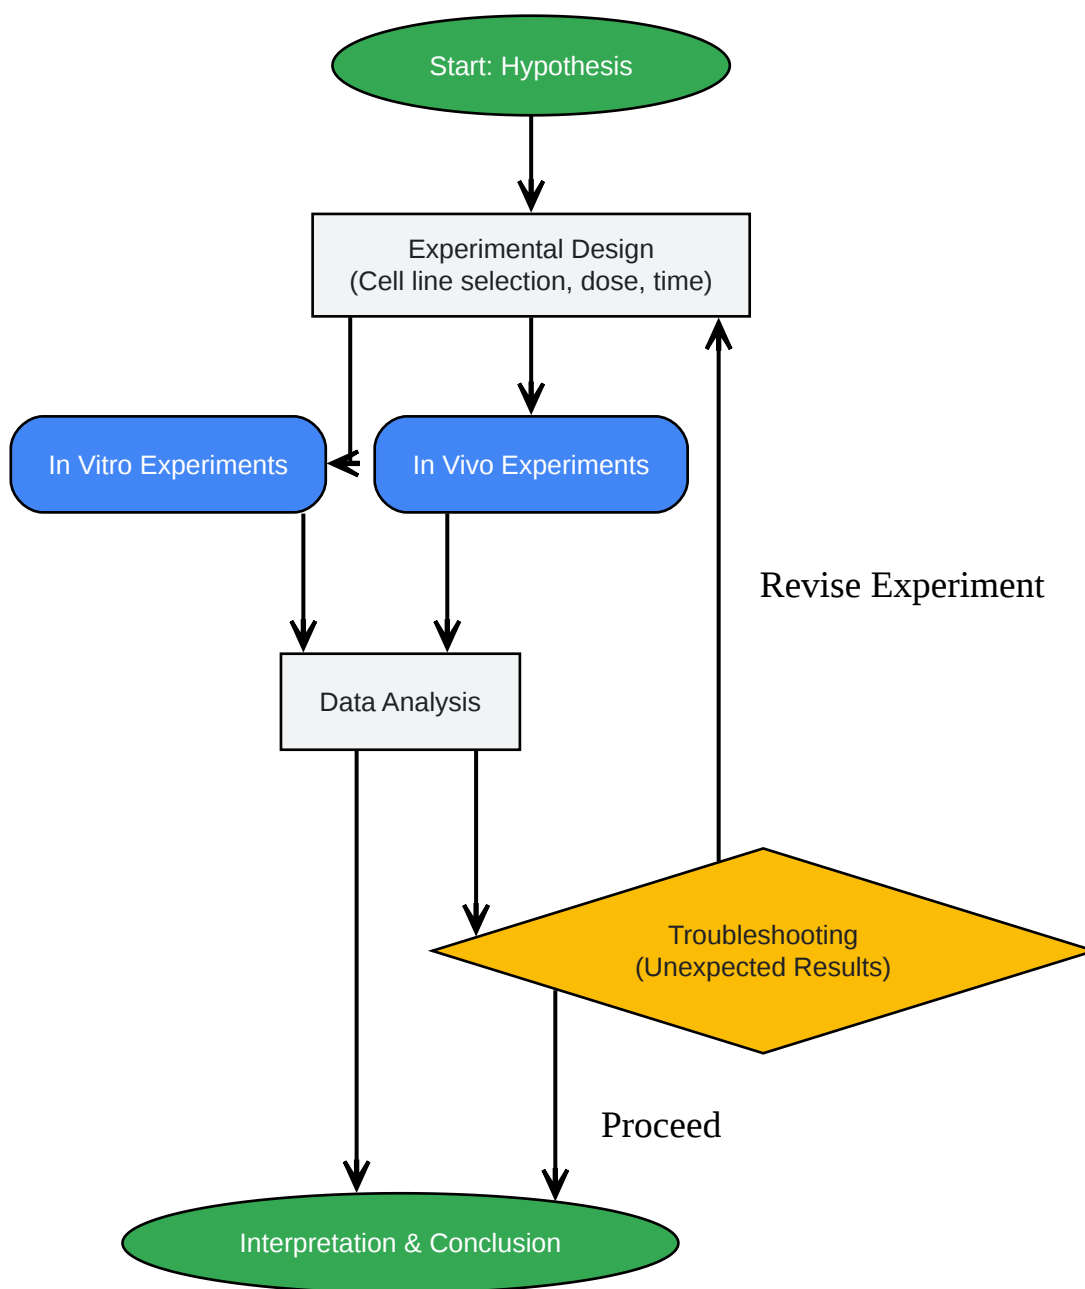 Start: Hypothesis
Experimental Design
(Cell line selection, dose, time)
In Vitro Experiments
In Vivo Experiments
Revise Experiment
Data Analysis
Troubleshooting
(Unexpected Results)
Proceed
Interpretation & Conclusion